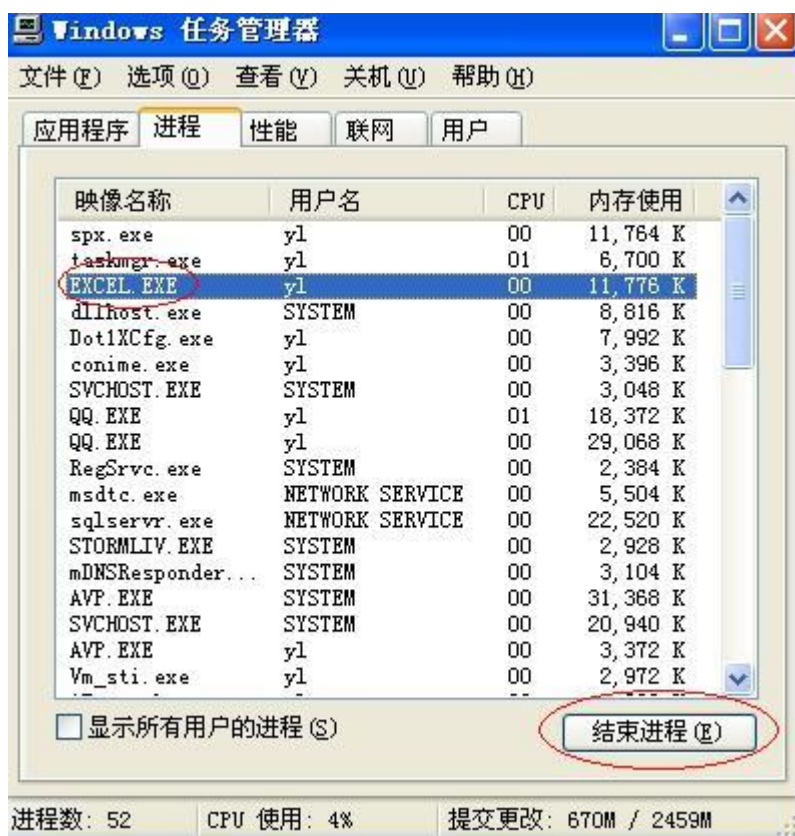 Windows 任务管理器
文件(F) 选项(O) 查看(V) 关机(U) 帮助(H)
应用程序 进程 性能 联网 用户
映像名称 用户名 CPU 内存使用
spx.exe yl 00 11,764 K
taskmgr.exe yl 01 6,700 K
EXCEL.EXE yl 00 11,776 K
dllhost.exe SYSTEM 00 8,816 K
Dot1XCfg.exe yl 00 7,992 K
conime.exe yl 00 3,396 K
SVCHOST.EXE SYSTEM 00 3,048 K
QQ.EXE yl 01 18,372 K
QQ.EXE yl 00 29,068 K
RegSrvc.exe SYSTEM 00 2,384 K
msdtc.exe NETWORK SERVICE 00 5,504 K
sqlservr.exe NETWORK SERVICE 00 22,520 K
STORMLIV.EXE SYSTEM 00 2,928 K
mDNSResponder... SYSTEM 00 3,104 K
AVP.EXE SYSTEM 00 31,368 K
SVCHOST.EXE SYSTEM 00 20,940 K
AVP.EXE yl 00 3,372 K
Vm_sti.exe yl 00 2,972 K
显示所有用户的进程(S) 结束进程(E)
进程数: 52 CPU 使用: 4% 提交更改: 670M / 2459M